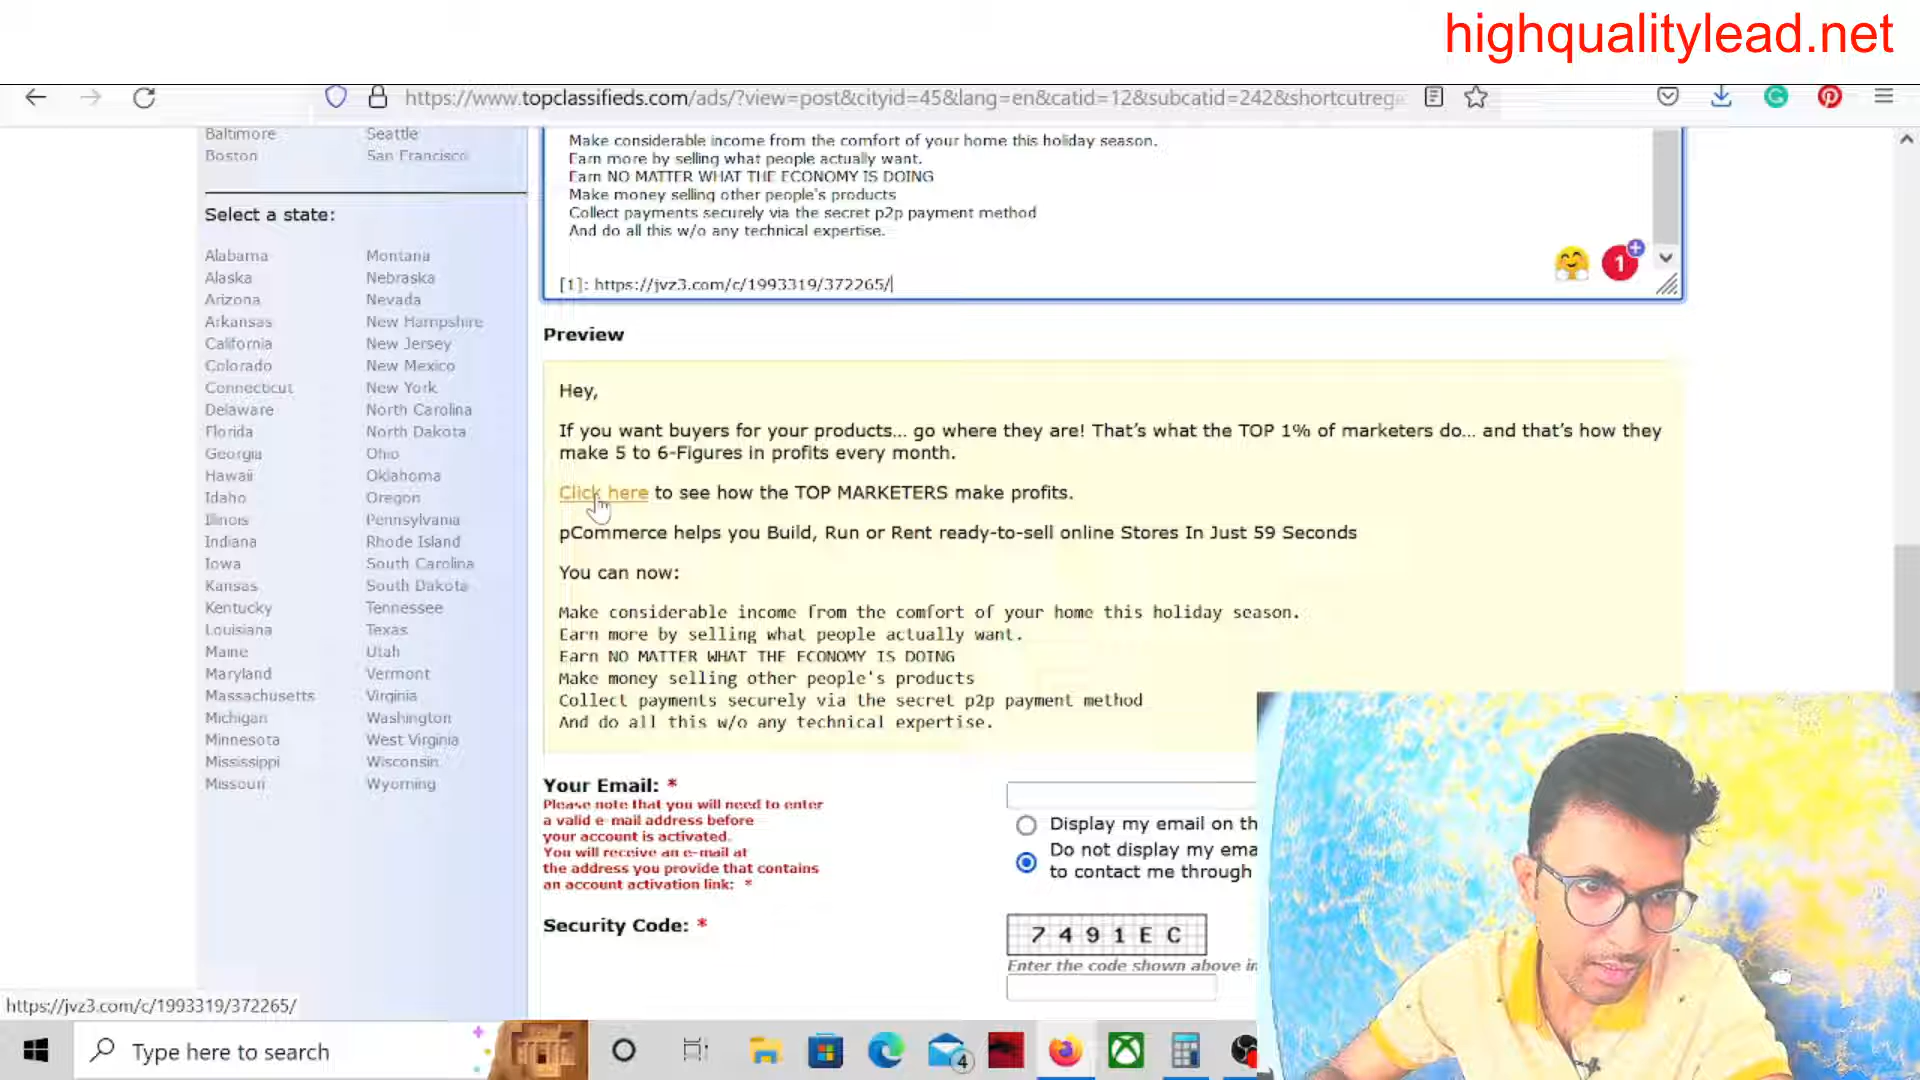 highqualitylead.net
https://www.topclassifieds.com/ads/?view=post&cityid=45&lang=en&catid=12&subcatid=242&shortcutreg
Baltimore Seattle
Boston San Francisco
Select a state:
Alabama Montana
Alaska Nebraska
Arizona Nevada
Arkansas New Hampshire
California New Jersey
Colorado New Mexico
Connecticut New York
Delaware North Carolina
Florida North Dakota
Georgia Ohio
Hawaii Oklahoma
Idaho Oregon
Illinois Pennsylvania
Indiana Rhode Island
Iowa South Carolina
Kansas South Dakota
Kentucky Tennessee
Louisiana Texas
Maine Utah
Maryland Vermont
Massachusetts Virginia
Michigan Washington
Minnesota West Virginia
Mississippi Wisconsin
Missouri Wyoming
Make considerable income from the comfort of your home this holiday season.
Earn more by selling what people actually want.
Earn NO MATTER WHAT THE ECONOMY IS DOING
Make money selling other people's products
Collect payments securely via the secret p2p payment method
And do all this w/o any technical expertise.
1
[1]: https://jvz3.com/c/1993319/372265/
Preview
Hey,
If you want buyers for your products... go where they are! That's what the TOP 1% of marketers do... and that's how they
make 5 to 6-Figures in profits every month.
Click here to see how the TOP MARKETERS make profits.
pCommerce helps you Build, Run or Rent ready-to-sell online Stores In Just 59 Seconds
You can now:
Make considerable income from the comfort of your home this holiday season.
Earn more by selling what people actually want.
Earn NO MATTER WHAT THE ECONOMY IS DOING
Make money selling other people's products
Collect payments securely via the secret p2p payment method
And do all this w/o any technical expertise.
Your Email: *
Please note that you will need to enter
a valid e-mail address before
your account is activated.
You will receive an e-mail at
the address you provide that contains
an account activation link: *
Display my email on th
Do not display my ema
to contact me through
Security Code: *
7 4 9 1 E C
Enter the code shown above in
https://jvz3.com/c/1993319/372265/
Type here to search
4